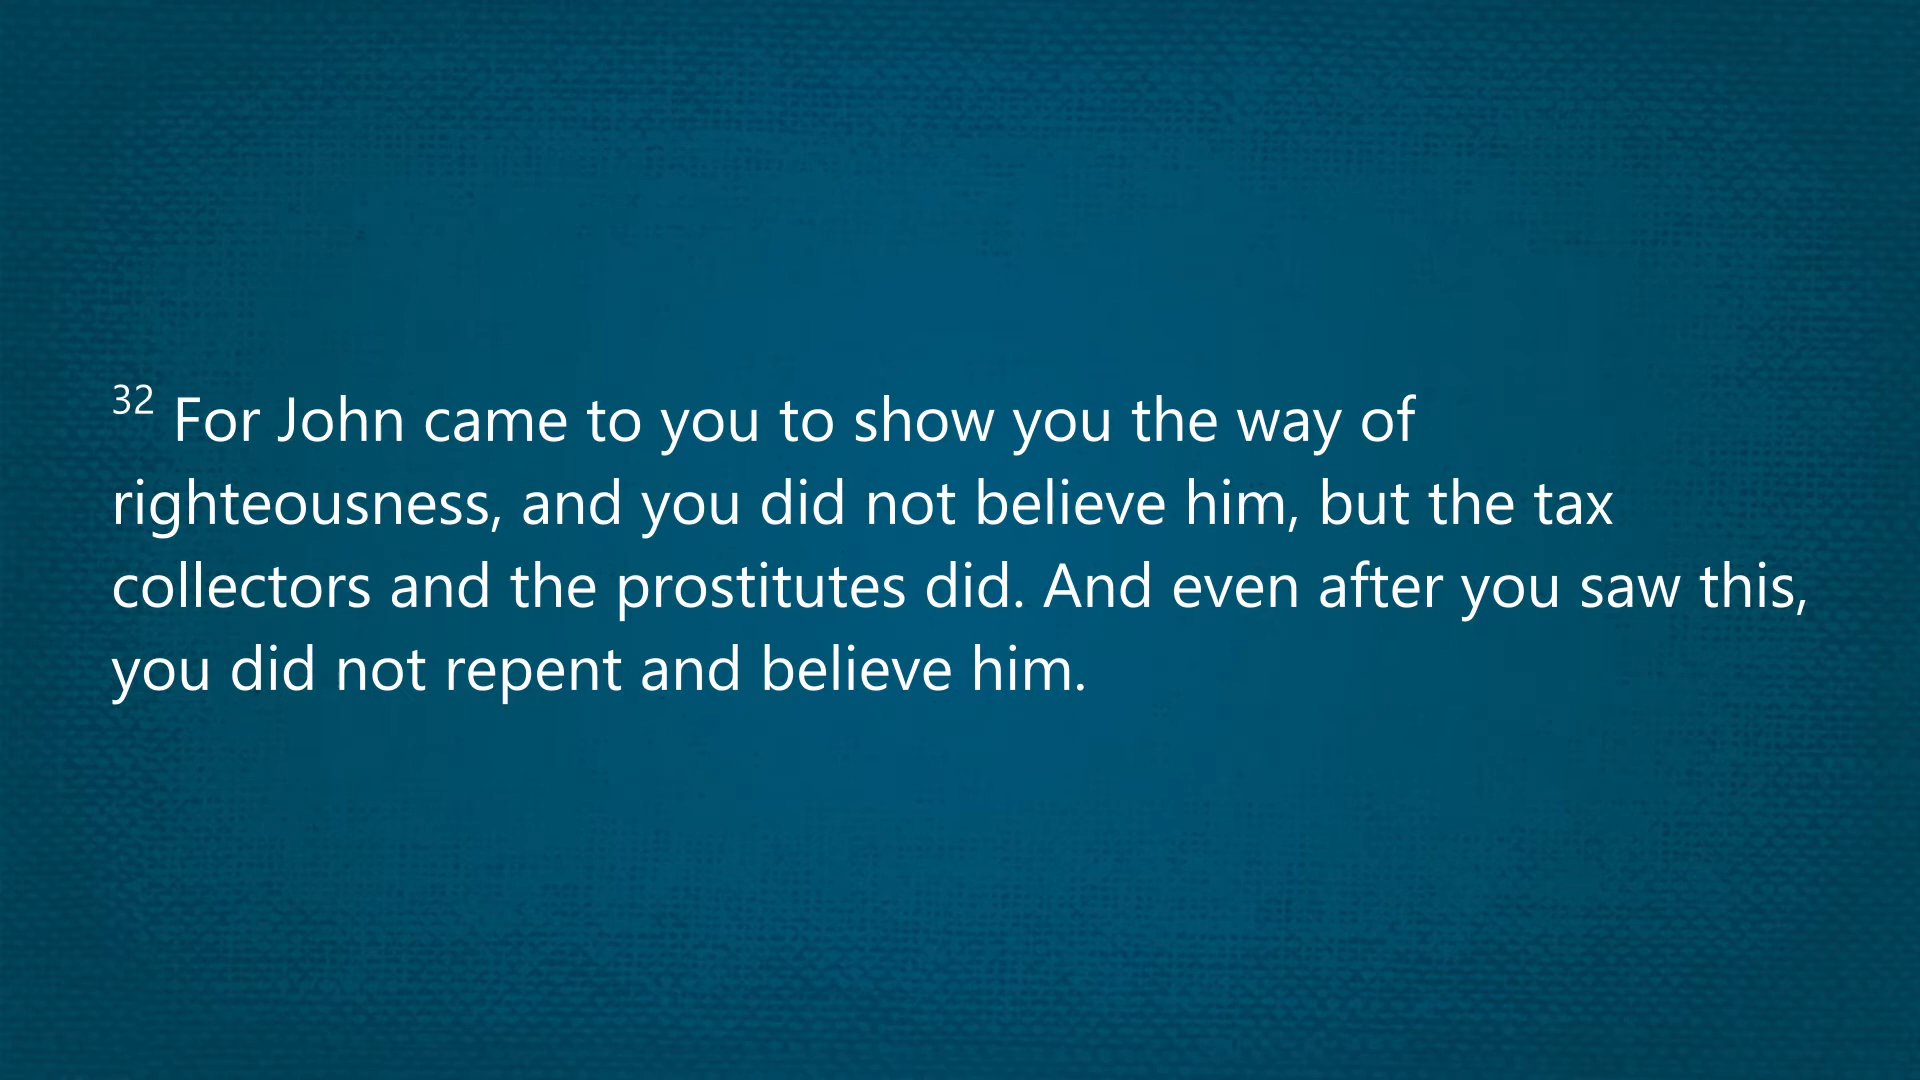 32 For John came to you to show you the way of
righteousness, and you did not believe him, but the tax
collectors and the prostitutes did. And even after you saw this,
you did not repent and believe him.